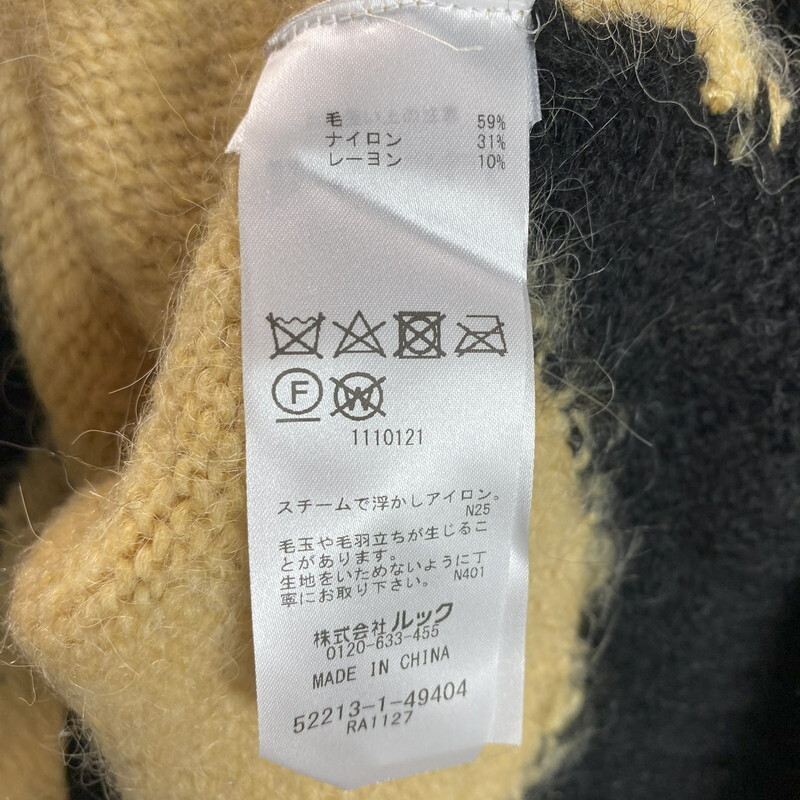 毛 59%
ナイロン 31%
レーヨン 10%
F W
1110121
スチームで浮かしアイロン。
N25
毛玉や毛羽立ちが生じるこ
とがあります。
生地をいためないように丁
寧にお取り下さい。 N401
株式会社ルック
0120-633-455
MADE IN CHINA
52213-1-49404
RA1127